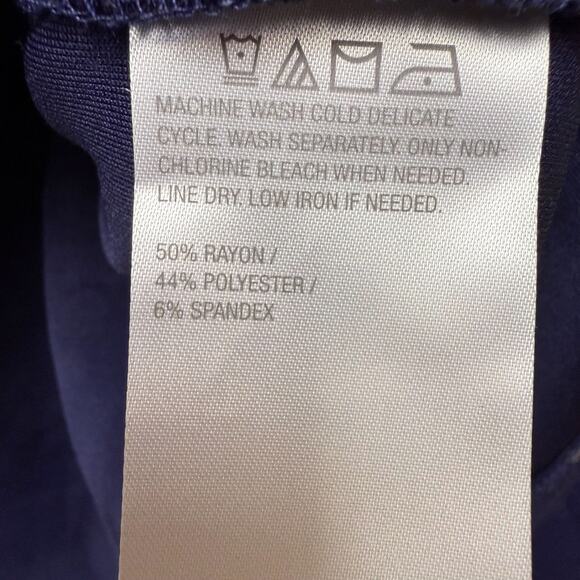 MACHINE WASH COLD DELICATE
CYCLE. WASH SEPARATELY. ONLY NON-
CHLORINE BLEACH WHEN NEEDED.
LINE DRY. LOW IRON IF NEEDED.
50% RAYON /
44% POLYESTER /
6% SPANDEX